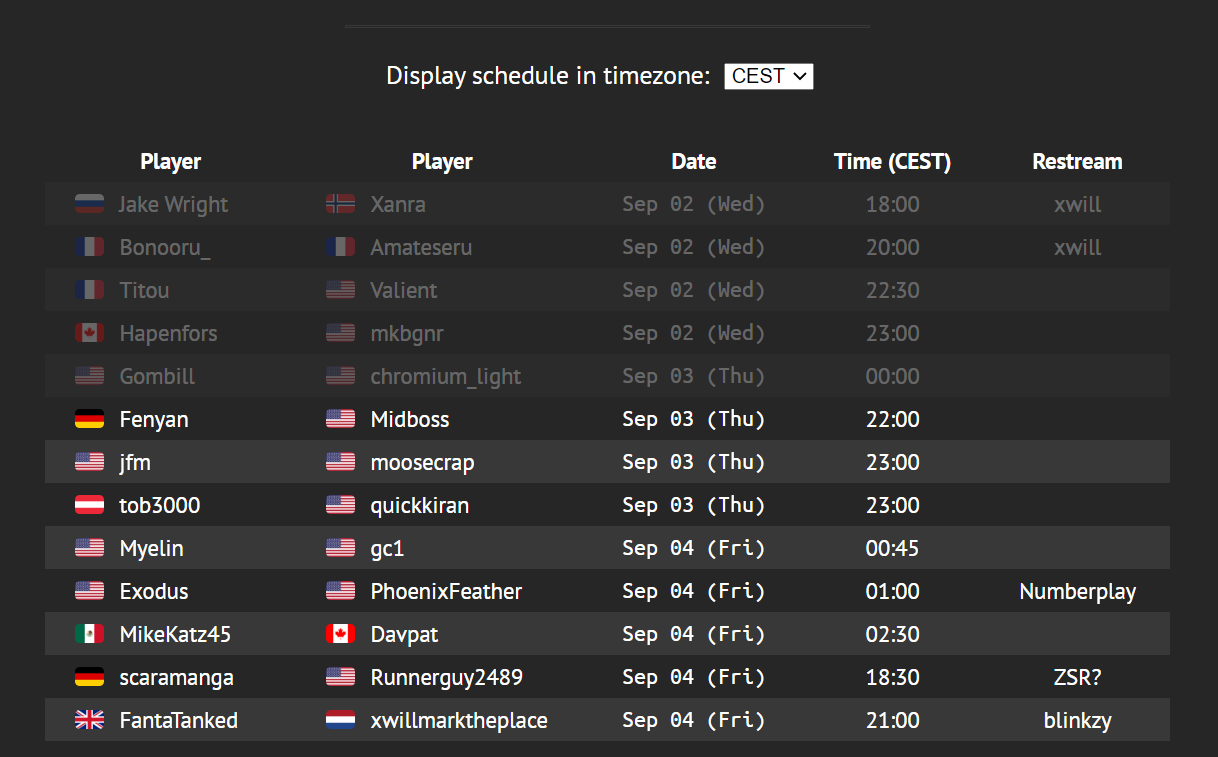 Display schedule in timezone: CEST
Player Player Date Time (CEST) Restream
Jake Wright Xanra Sep 02 (Wed) 18:00 xwill
Bonooru_ Amateseru Sep 02 (Wed) 20:00 xwill
Titou Valient Sep 02 (Wed) 22:30
Hapenfors mkbgnr Sep 02 (Wed) 23:00
Gombill chromium_light Sep 03 (Thu) 00:00
Fenyan Midboss Sep 03 (Thu) 22:00
jfm moosecrap Sep 03 (Thu) 23:00
tob3000 quickkiran Sep 03 (Thu) 23:00
Myelin gc1 Sep 04 (Fri) 00:45
Exodus PhoenixFeather Sep 04 (Fri) 01:00 Numberplay
MikeKatz45 Davpat Sep 04 (Fri) 02:30
scaramanga Runnerguy2489 Sep 04 (Fri) 18:30 ZSR?
FantaTanked xwillmarktheplace Sep 04 (Fri) 21:00 blinkzy